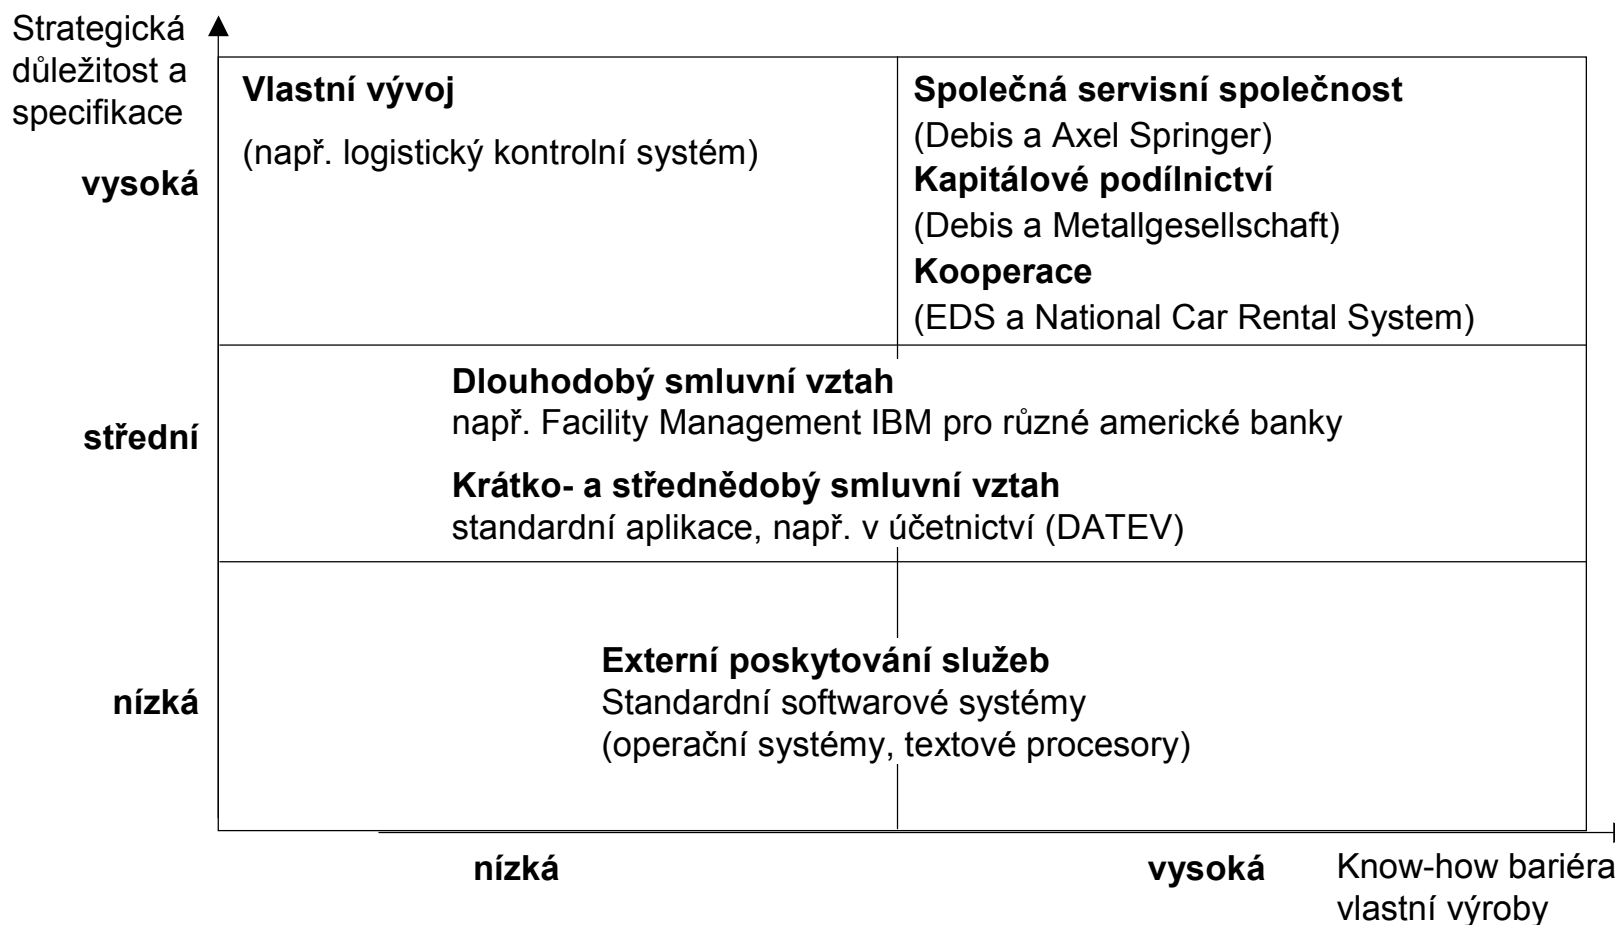 Strategická
důležitost a
specifikace
vysoká
Vlastní vývoj
(např. logistický kontrolní systém)
Společná servisní společnost
(Debis a Axel Springer)
Kapitálové podílnictví
(Debis a Metallgesellschaft)
Kooperace
(EDS a National Car Rental System)
střední
Dlouhodobý smluvní vztah
např. Facility Management IBM pro různé americké banky
Krátko- a střednědobý smluvní vztah
standardní aplikace, např. v účetnictví (DATEV)
nízká
Externí poskytování služeb
Standardní softwarové systémy
(operační systémy, textové procesory)
nízká
vysoká
Know-how bariéra
vlastní výroby